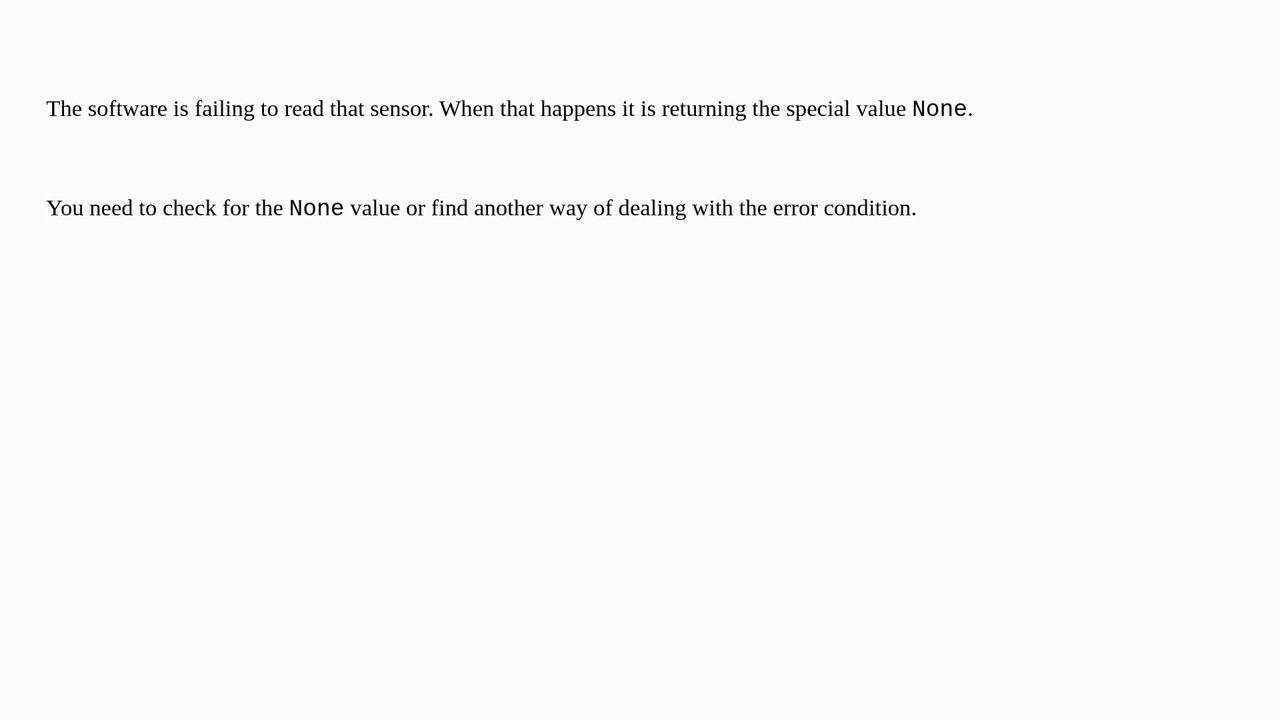 The software is failing to read that sensor. When that happens it is returning the special value None.
You need to check for the None value or find another way of dealing with the error condition.